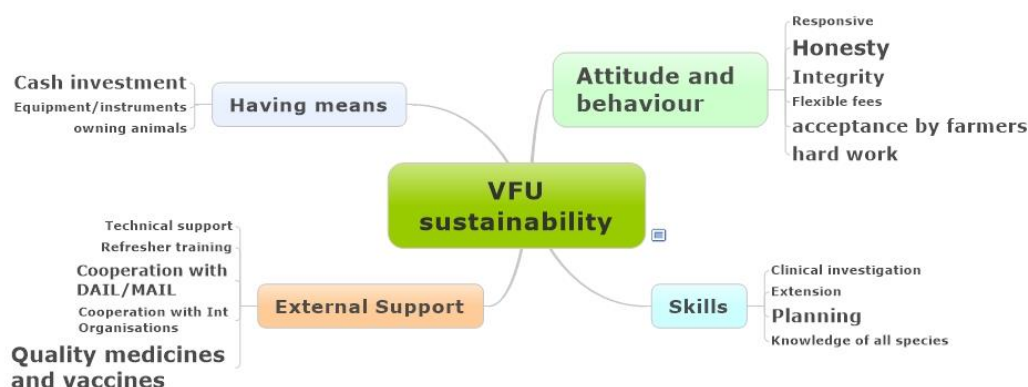 VFU
sustainability
Attitude and
behaviour
Responsive
Honesty
Integrity
Flexible fees
acceptance by farmers
hard work
Skills
Clinical investigation
Extension
Planning
Knowledge of all species
External Support
Technical support
Refresher training
Cooperation with
DAIL/MAIL
Cooperation with Int
Organisations
Quality medicines
and vaccines
Having means
Cash investment
Equipment/instruments
owning animals